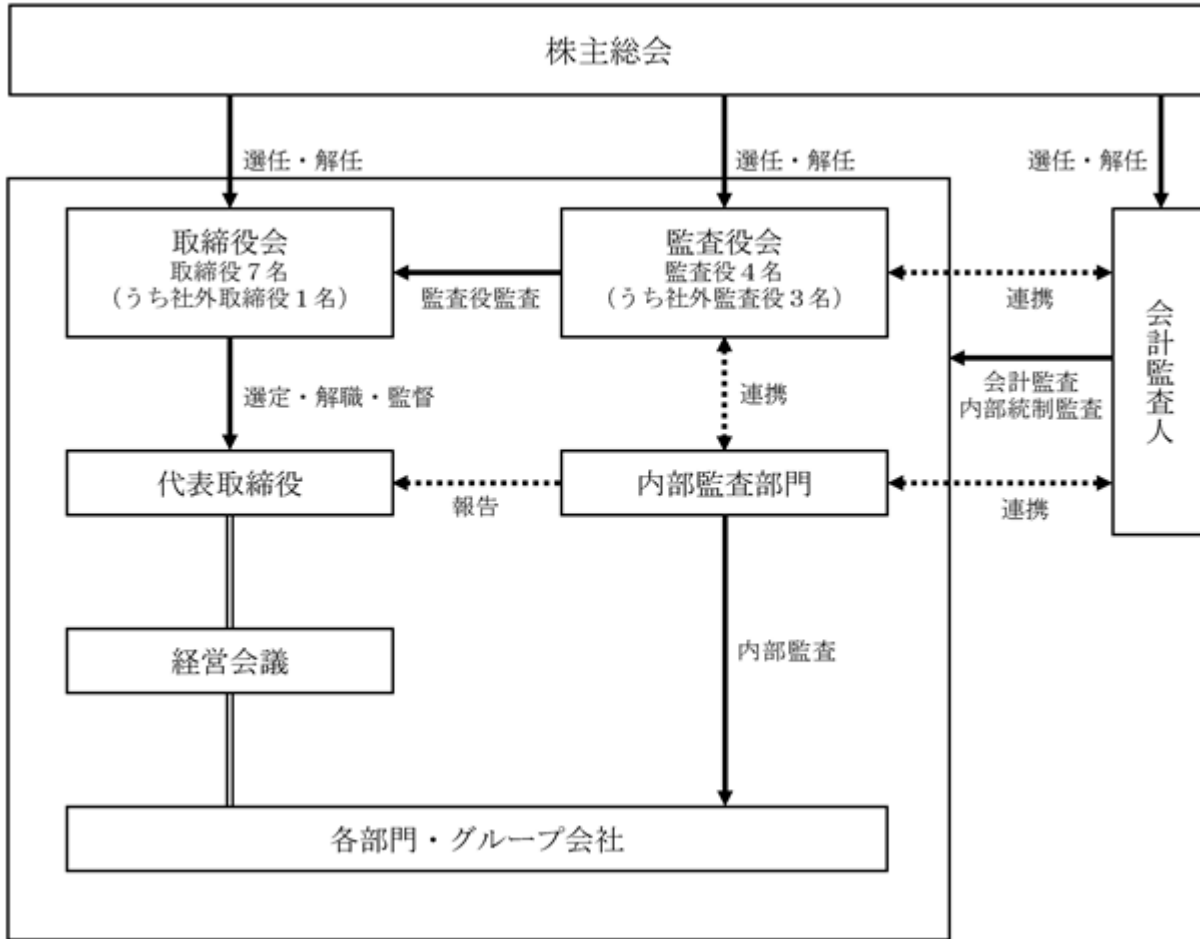 株主総会
選任・解任
選任・解任
選任・解任
取締役会
取締役７名
（うち社外取締役１名）
監査役監査
監査役会
監査役４名
（うち社外監査役３名）
連携
会計監査人
会計監査
内部統制監査
選定・解職・監督
連携
代表取締役
報告
内部監査部門
連携
経営会議
内部監査
各部門・グループ会社